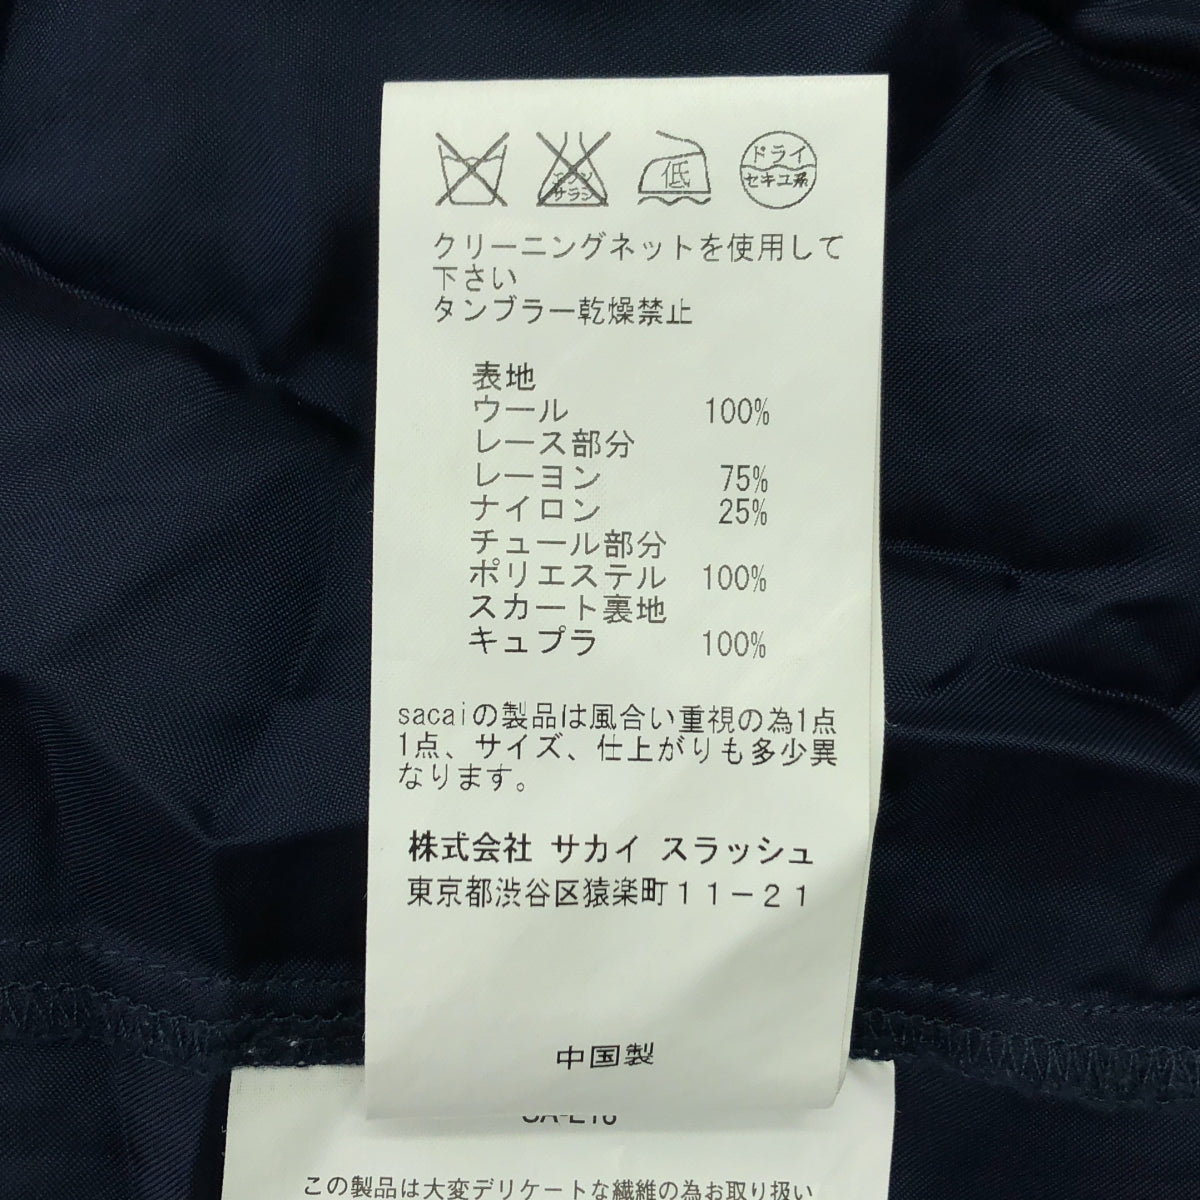 エンソ サラシ 低 ドライ セキユ系
クリーニングネットを使用して
下さい
タンブラー乾燥禁止
表地
ウール 100%
レース部分
レーヨン 75%
ナイロン 25%
チュール部分
ポリエステル 100%
スカート裏地
キュプラ 100%
sacaiの製品は風合い重視の為1点
1点、サイズ、仕上がりも多少異
なります。
株式会社 サカイ スラッシュ
東京都渋谷区猿楽町11-21
中国製
この製品は大変デリケートな繊維の為お取り扱い